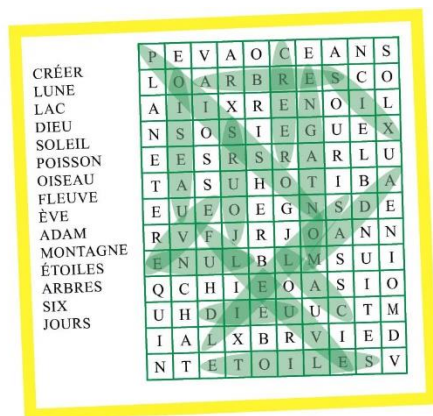 CRÉER
LUNE
LAC
DIEU
SOLEIL
POISSON
OISEAU
FLEUVE
ÈVE
ADAM
MONTAGNE
ÉTOILES
ARBRES
SIX
JOURS
P E V A O C E A N S
L O A R B R E S C O
A I I X R E N O I L
N S O S I E G U E X
E E S R S R A R L U
T A S U H O T I B A
E U E O E G N S D E
R V F J R J O A N N
E N U L B L M S U I
Q C H I E O A S I O
U H D I E U U C T M
I A L X B R V I E D
N T E T O I L E S V